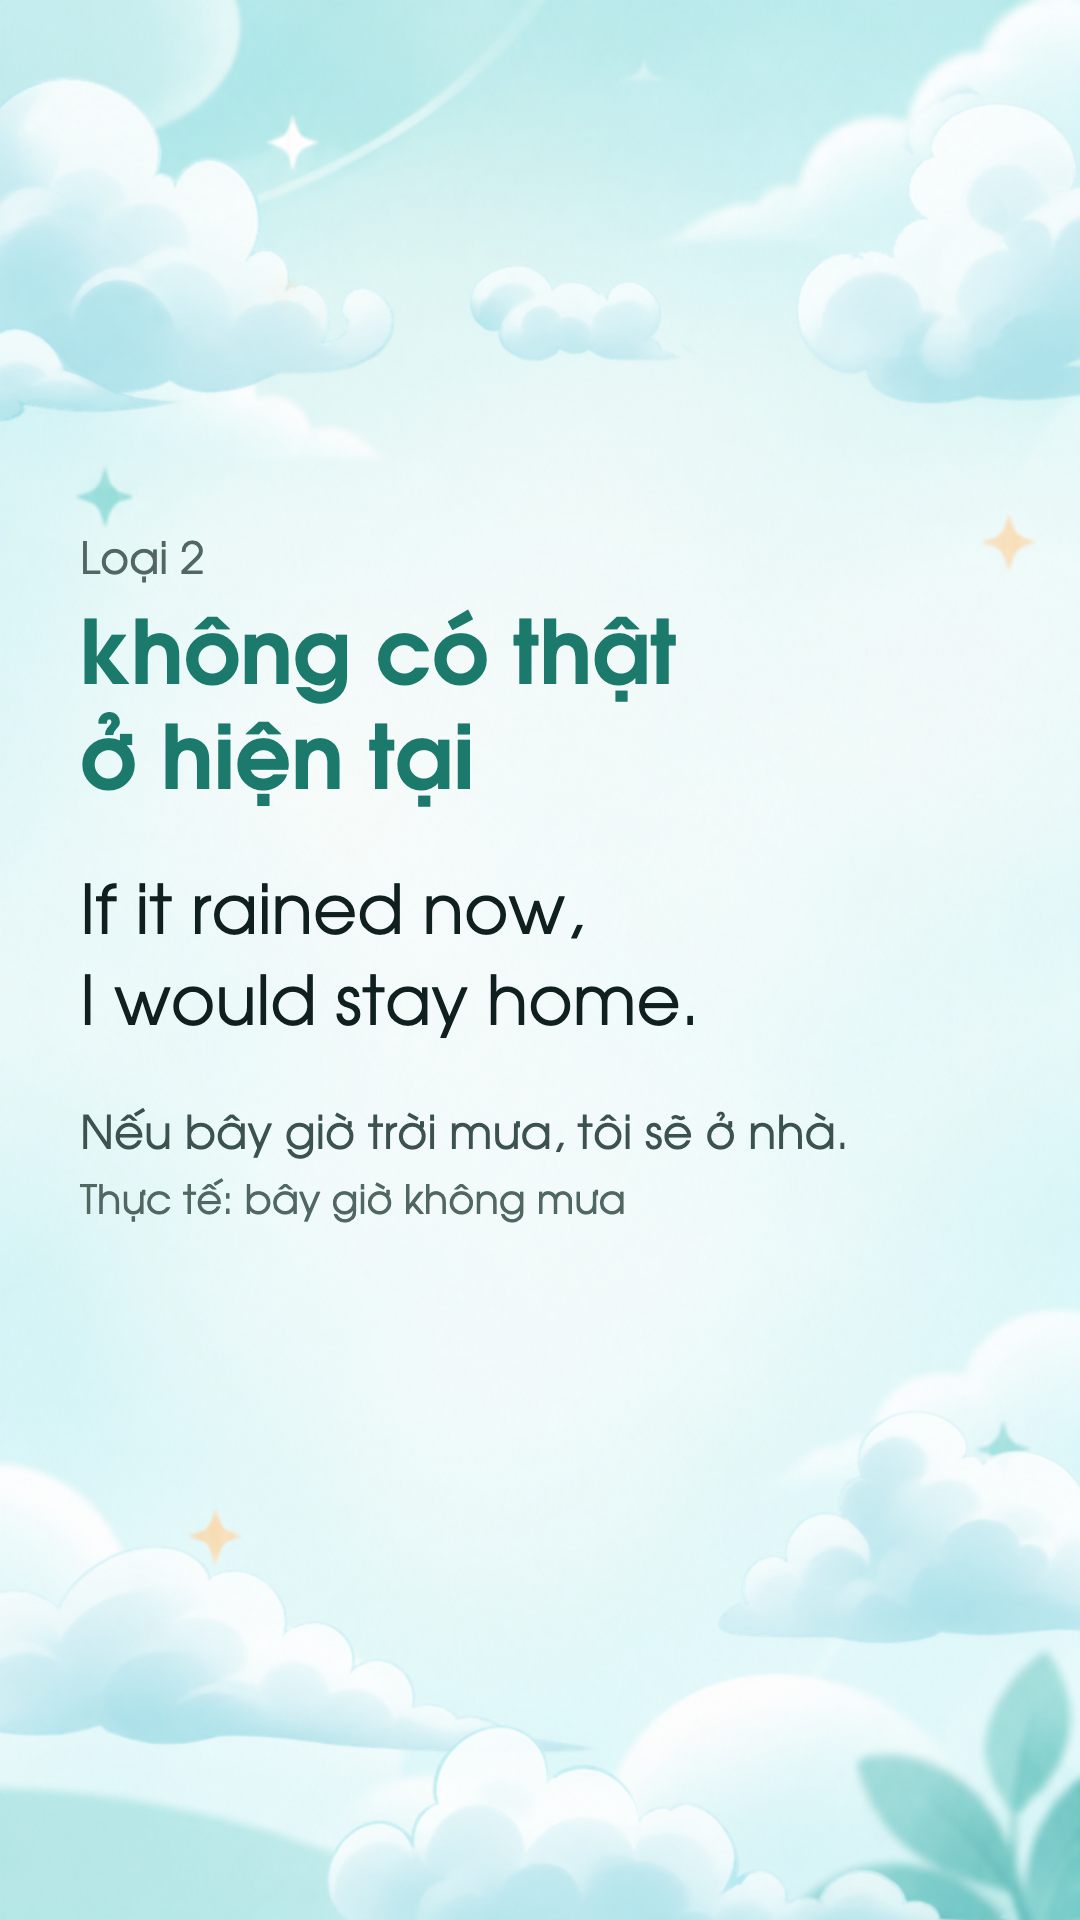 Loại 2
không có thật
ở hiện tại
If it rained now,
I would stay home.
Nếu bây giờ trời mưa, tôi sẽ ở nhà.
Thực tế: bây giờ không mưa